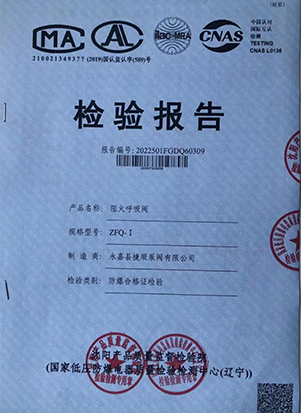 (封面)
MA
AL
ilac-MRA
CNAS
中国认可
国际互认
检测
TESTING
CNAS L0136
210021349377 (2019)国认监认字(589)号
检验报告
报告编号: 2022501FGDQ60309
产品名称: 阻火呼吸阀
规格型号: ZFQ-Ⅰ
制造商: 永嘉县捷顺泵阀有限公司
检验类别: 防爆合格证检验
沈阳产品质量监督检验院
(国家低压防爆电器质量检验检测中心(辽宁))